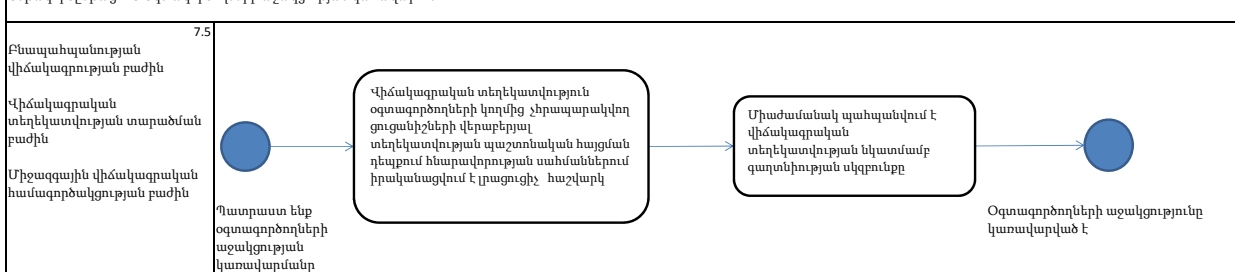 7.5
Բնապահպանության
վիճակագրության բաժին
Վիճակագրական
տեղեկատվության տարածման
բաժին
Միջազգային վիճակագրական
համագործակցության բաժին
Պատրաստ ենք
օգտագործողների
աջակցության
կառավարմանը
Վիճակագրական տեղեկատվություն
օգտագործողների կողմից չհրապարակվող
ցուցանիշների վերաբերյալ
տեղեկատվության պաշտոնական հայցման
դեպքում հնարավորության սահմաններում
իրականացվում է լրացուցիչ հաշվարկ
Միաժամանակ պահպանվում է
վիճակագրական
տեղեկատվության նկատմամբ
գաղտնիության սկզբունքը
Օգտագործողների աջակցությունը
կառավարված է